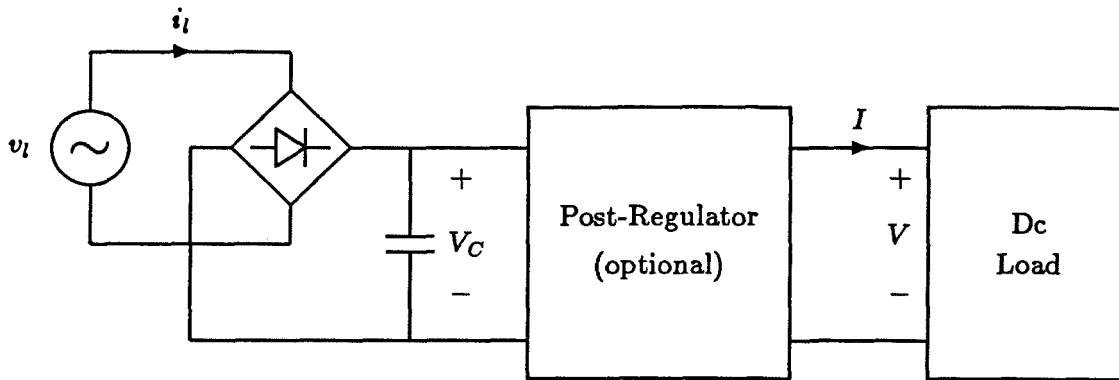 i_l
v_l
+
V_C
−
Post-Regulator
(optional)
I
+
V
−
Dc
Load